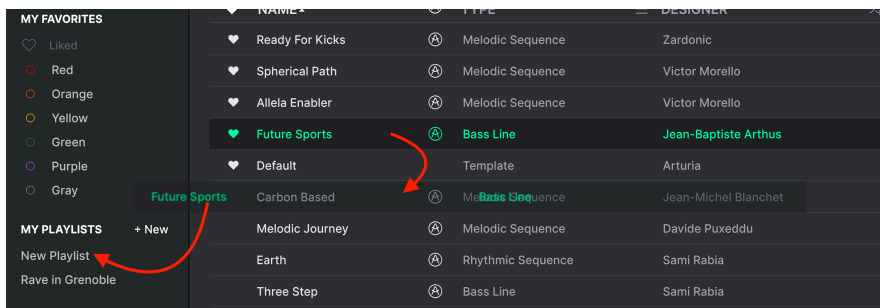 MY FAVORITES
Liked
Red
Orange
Yellow
Green
Purple
Gray
MY PLAYLISTS + New
New Playlist
Rave in Grenoble
NAME TYPE DESIGNER
Ready For Kicks Melodic Sequence Zardonic
Spherical Path Melodic Sequence Victor Morello
Allela Enabler Melodic Sequence Victor Morello
Future Sports Bass Line Jean-Baptiste Arthus
Default Template Arturia
Future Sports Bass Line
Carbon Based Melodic Sequence Jean-Michel Blanchet
Melodic Journey Melodic Sequence Davide Puxeddu
Earth Rhythmic Sequence Sami Rabia
Three Step Bass Line Sami Rabia